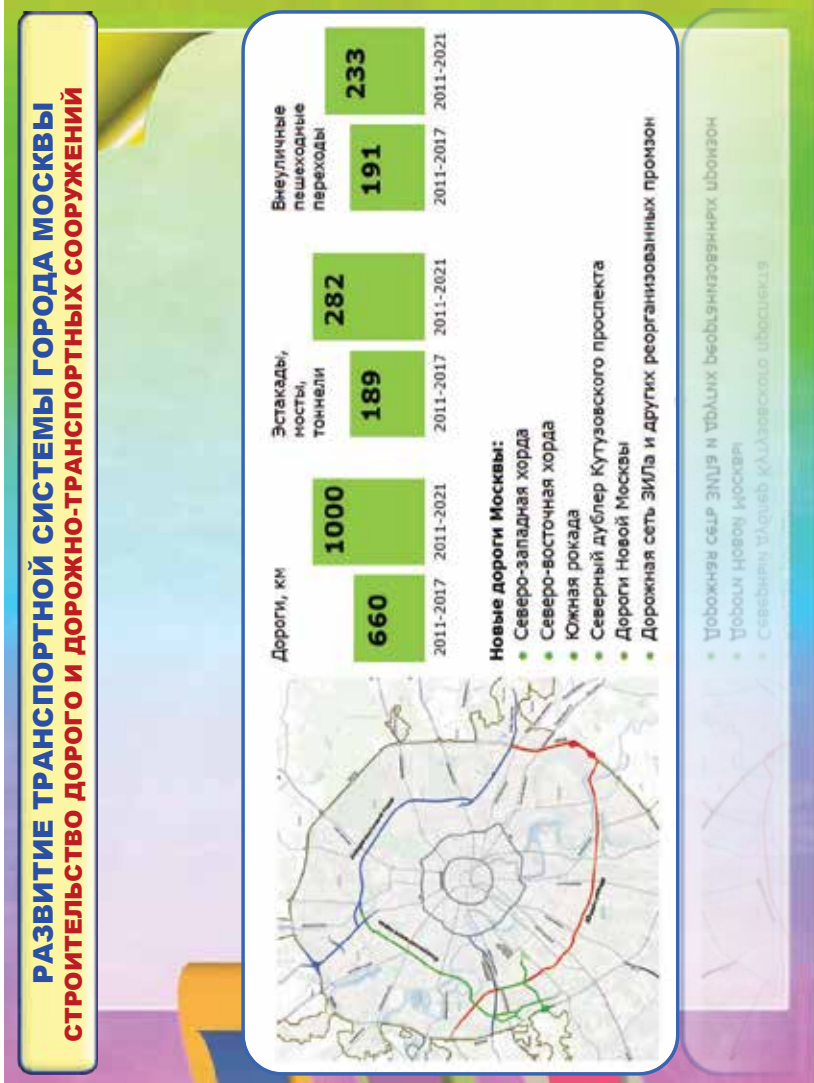 РАЗВИТИЕ ТРАНСПОРТНОЙ СИСТЕМЫ ГОРОДА МОСКВЫ
СТРОИТЕЛЬСТВО ДОРОГО И ДОРОЖНО-ТРАНСПОРТНЫХ СООРУЖЕНИЙ
Дороги, км
660
1000
2011-2017
2011-2021
Эстакады,
мосты,
тоннели
189
282
2011-2017
2011-2021
Внеуличные
пешеходные
переходы
191
233
2011-2017
2011-2021
Новые дороги Москвы:
Северо-западная хорда
Северо-восточная хорда
Южная рокада
Северный дублер Кутузовского проспекта
Дороги Новой Москвы
Дорожная сеть ЗИЛа и других реорганизованных промзон